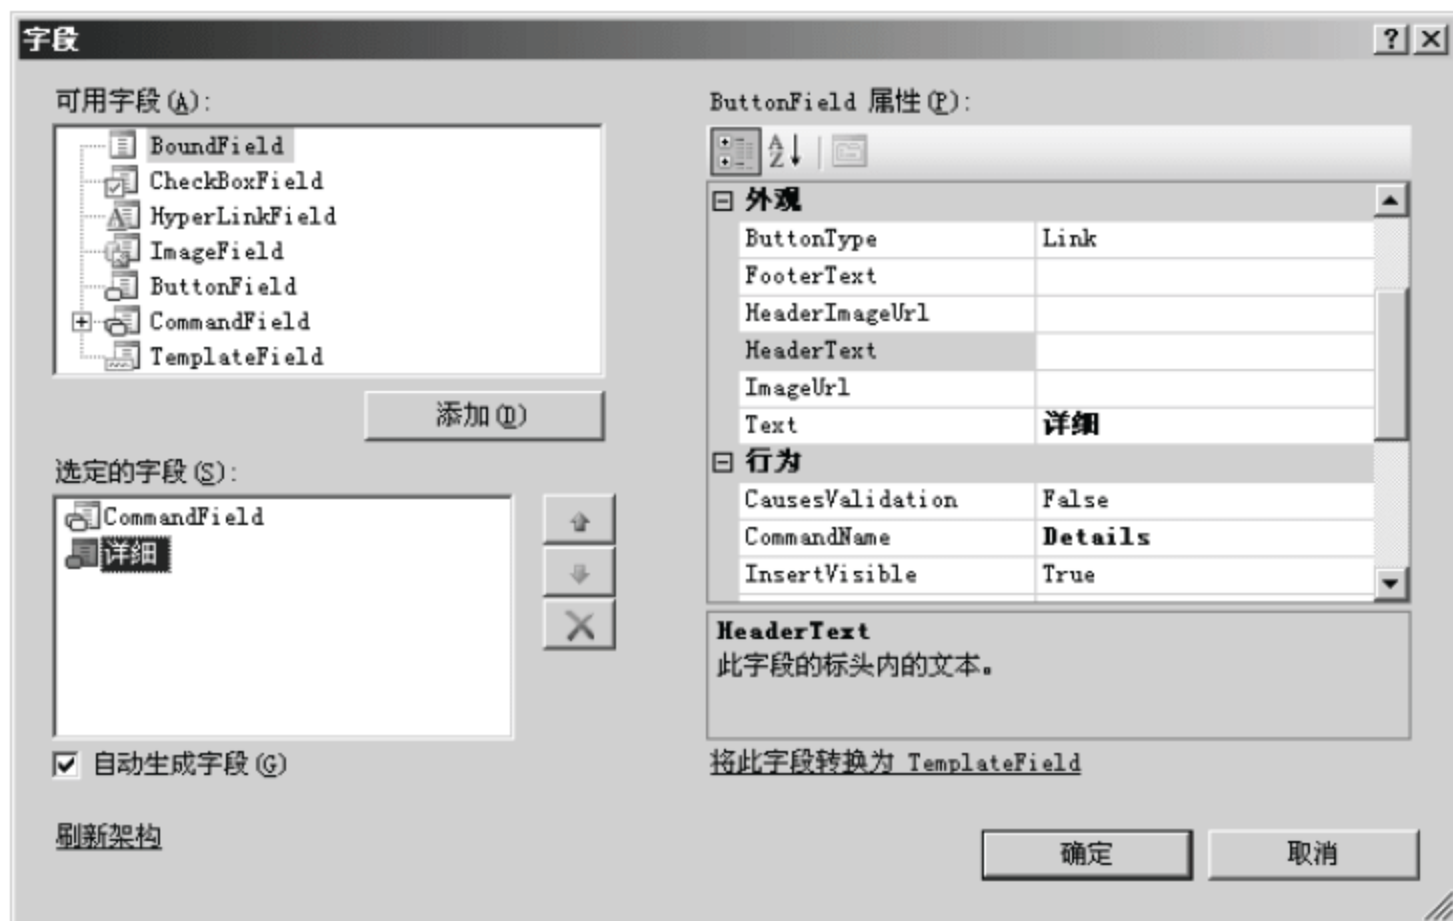 字段
可用字段(A):
BoundField
CheckBoxField
HyperLinkField
ImageField
ButtonField
CommandField
TemplateField
添加(D)
选定的字段(S):
CommandField
详细
自动生成字段(G)
刷新架构
ButtonField 属性(P):
外观
ButtonType Link
FooterText
HeaderImageUrl
HeaderText
ImageUrl
Text 详细
行为
CausesValidation False
CommandName Details
InsertVisible True
HeaderText
此字段的标头内的文本。
将此字段转换为 TemplateField
确定 取消